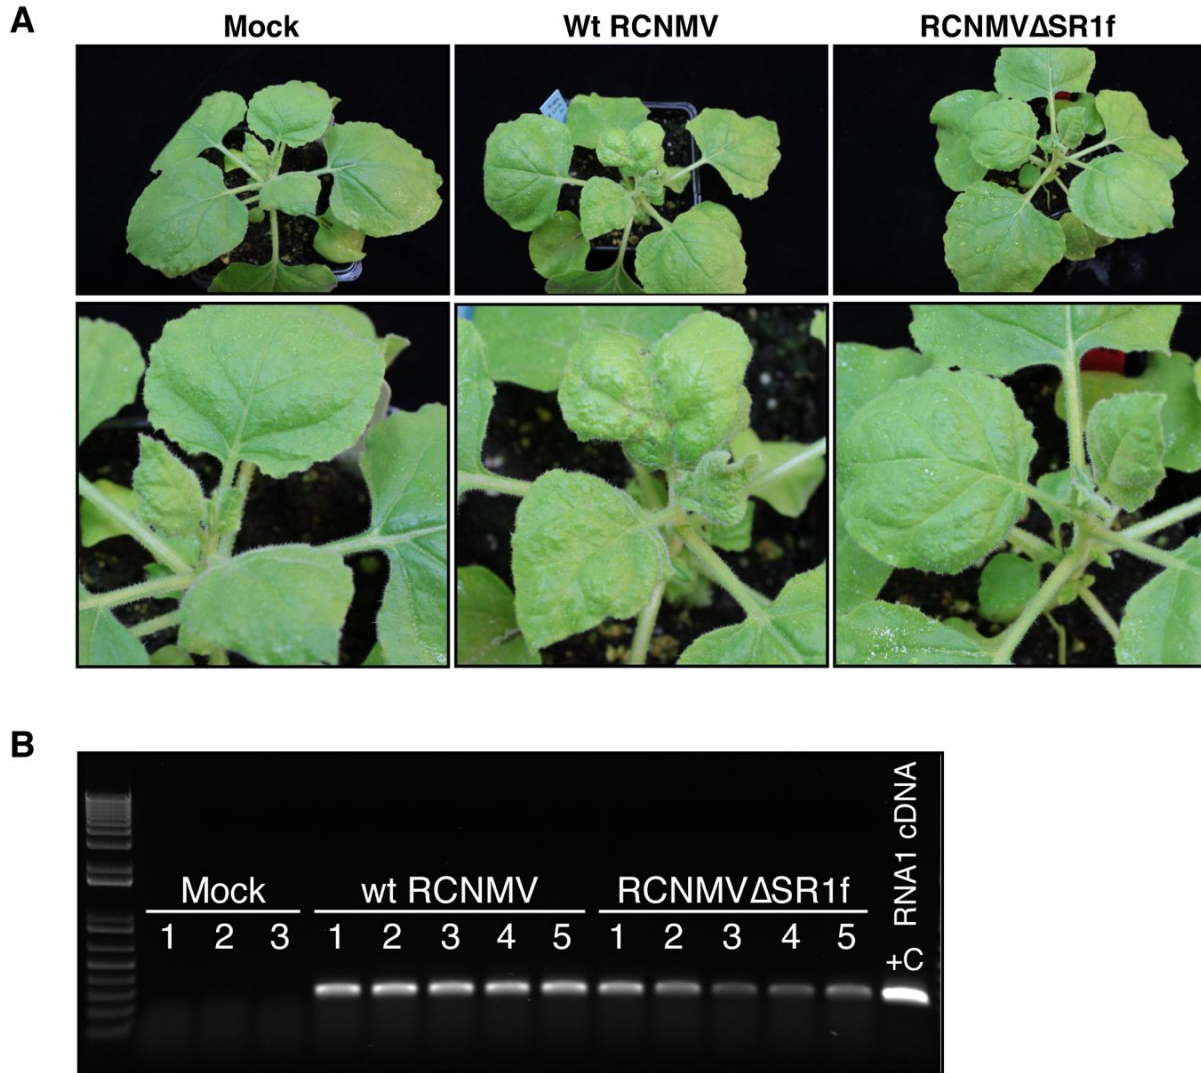 A
Mock
Wt RCNMV
RCNMVΔSR1f
B
Mock
wt RCNMV
RCNMVΔSR1f
1 2 3 1 2 3 4 5 1 2 3 4 5
+C RNA1 cDNA